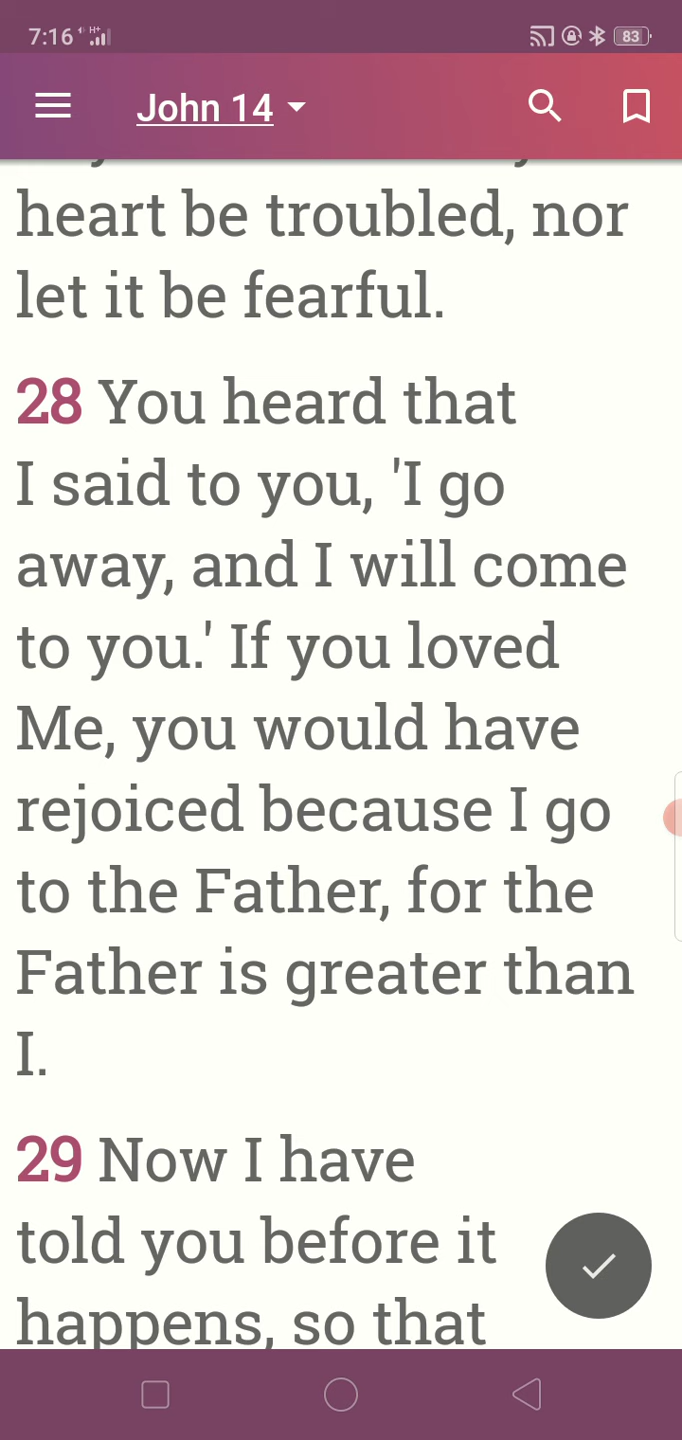 7:16 H+ 83
John 14
heart be troubled, nor
let it be fearful.
28 You heard that
I said to you, 'I go
away, and I will come
to you.' If you loved
Me, you would have
rejoiced because I go
to the Father, for the
Father is greater than
I.
29 Now I have
told you before it
happens, so that